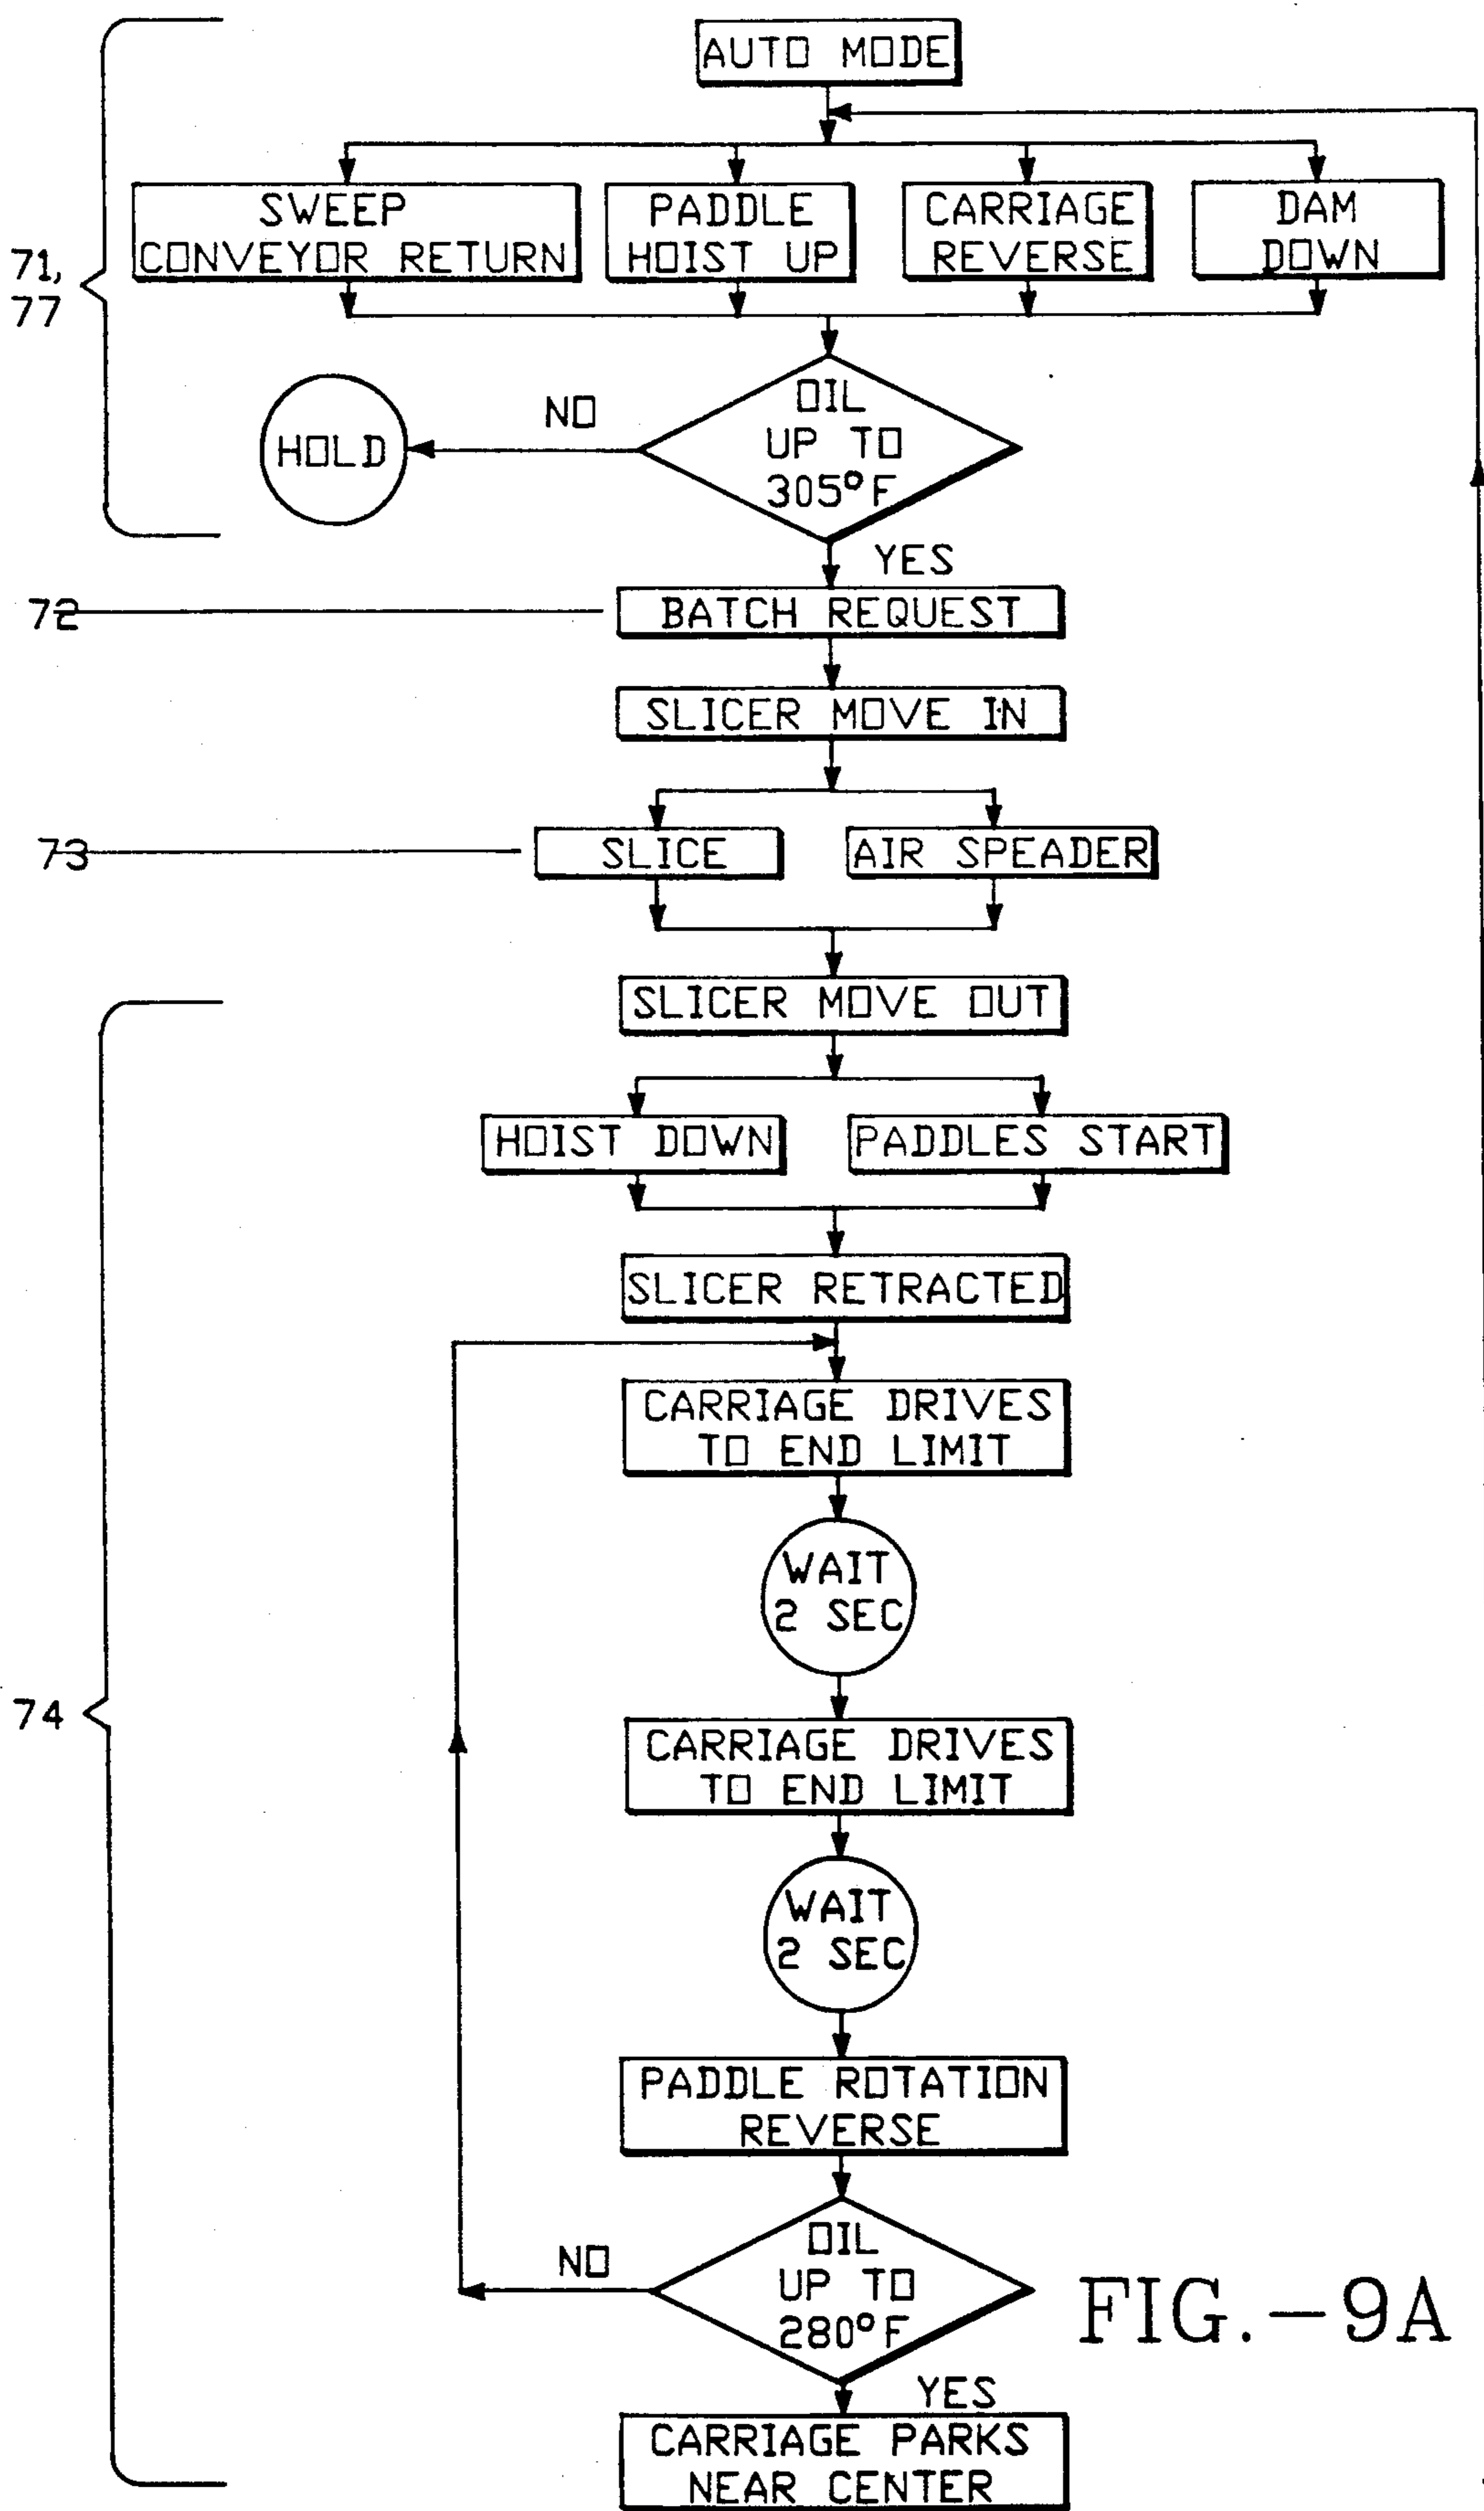 AUTO MODE
SWEEP
CONVEYOR RETURN
PADDLE
HOIST UP
CARRIAGE
REVERSE
DAM
DOWN
71,
77
OIL
UP TO
305°F
NO
HOLD
YES
72
BATCH REQUEST
SLICER MOVE IN
73
SLICE
AIR SPEADER
SLICER MOVE OUT
HOIST DOWN
PADDLES START
SLICER RETRACTED
CARRIAGE DRIVES
TO END LIMIT
WAIT
2 SEC
74
CARRIAGE DRIVES
TO END LIMIT
WAIT
2 SEC
PADDLE ROTATION
REVERSE
OIL
UP TO
280°F
NO
YES
CARRIAGE PARKS
NEAR CENTER
FIG.-9A